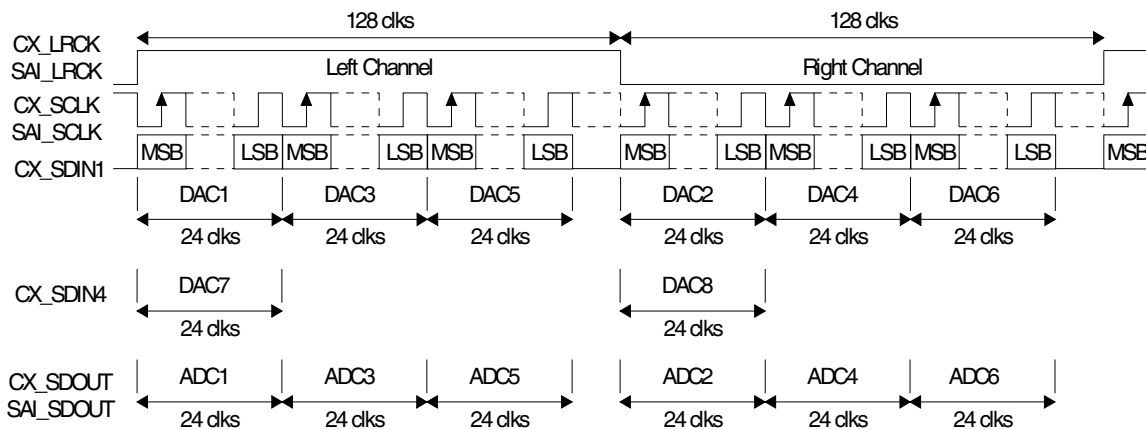 128 clks 128 clks
CX_LRCK
SAI_LRCK Left Channel Right Channel
CX_SCLK
SAI_SCLK
MSB LSB MSB LSB MSB LSB MSB LSB MSB LSB MSB LSB MSB
CX_SDIN1
DAC1 DAC3 DAC5 DAC2 DAC4 DAC6
24 clks 24 clks 24 clks 24 clks 24 clks 24 clks
CX_SDIN4 DAC7 DAC8
24 clks 24 clks
CX_SDOUT ADC1 ADC3 ADC5 ADC2 ADC4 ADC6
SAI_SDOUT 24 clks 24 clks 24 clks 24 clks 24 clks 24 clks